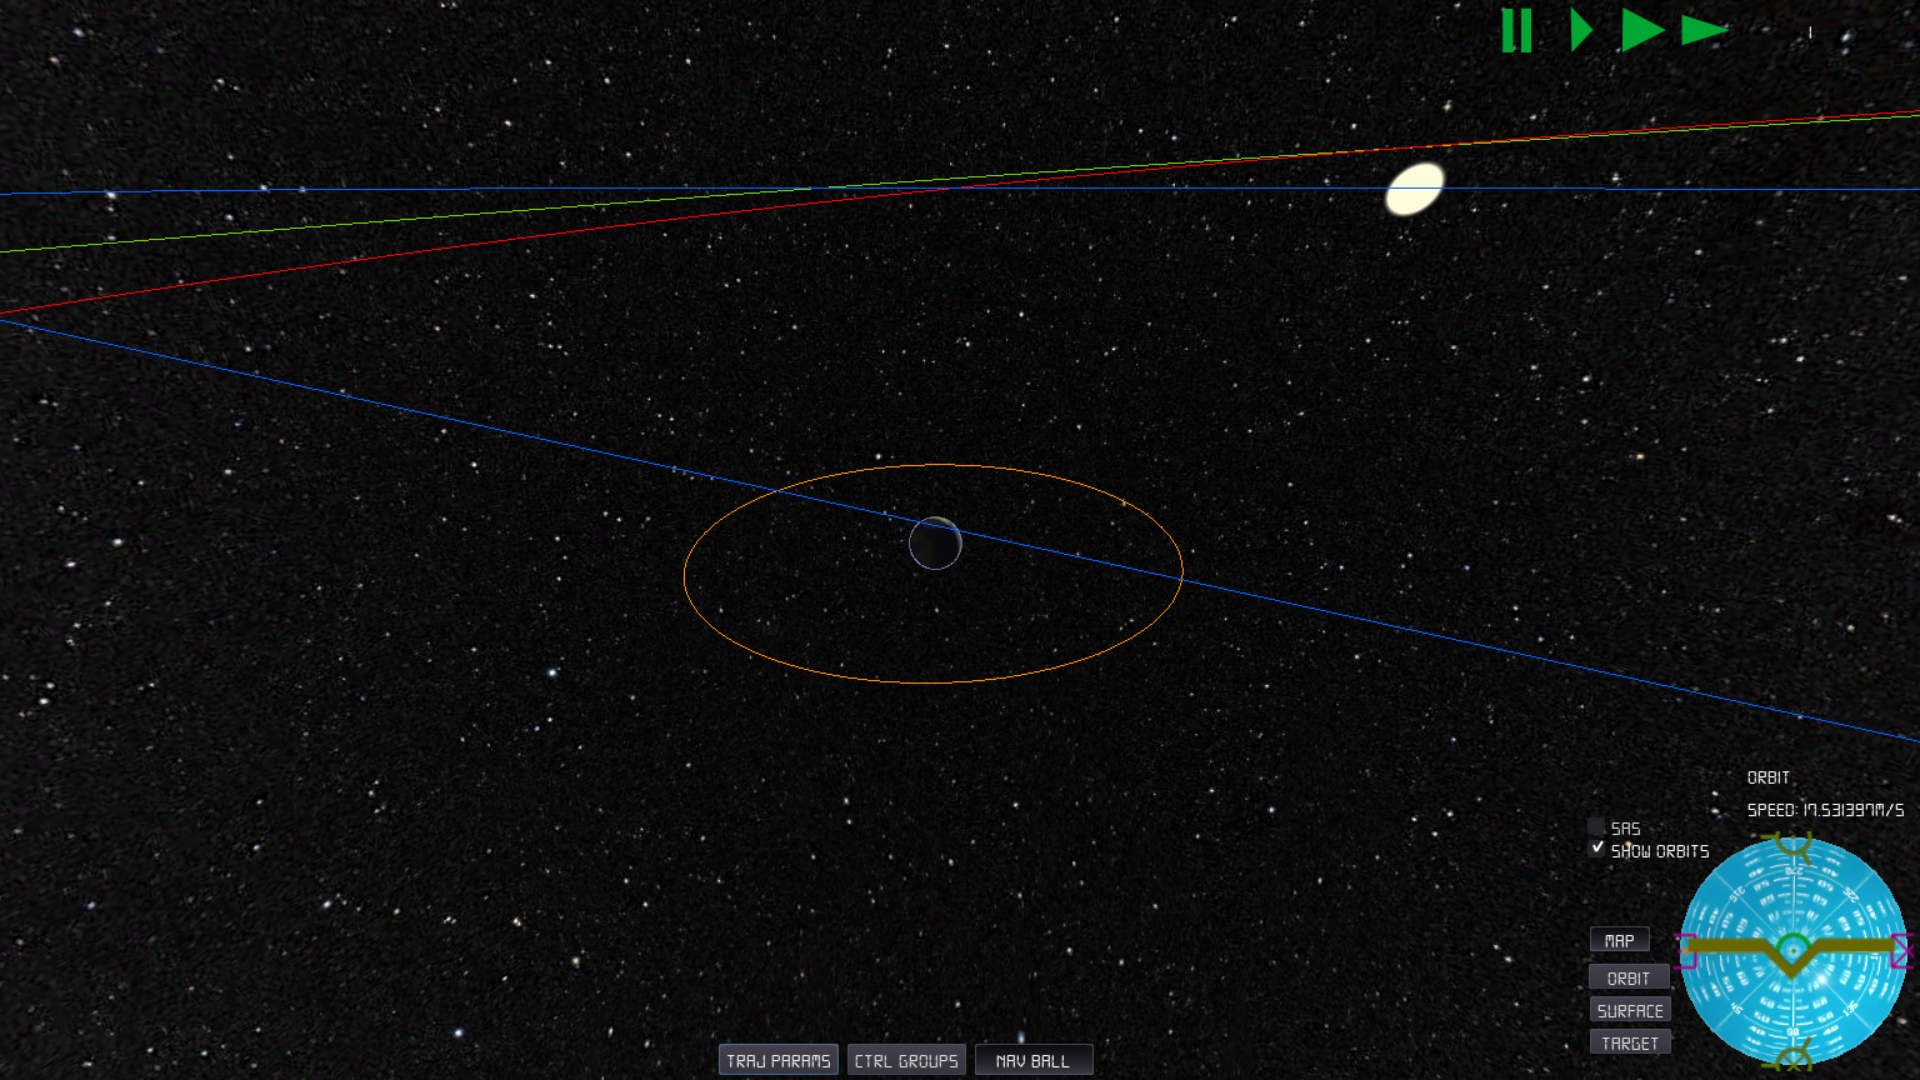 ORBIT
SPEED: 17.531397M/S
SAS
SHOW ORBITS
MAP
ORBIT
SURFACE
TARGET
TRAJ PARAMS
CTRL GROUPS
NAV BALL